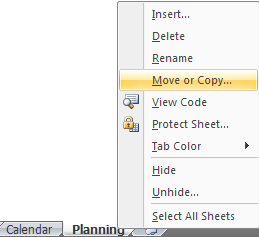 Insert...
Delete
Rename
Move or Copy...
View Code
Protect Sheet...
Tab Color
Hide
Unhide...
Select All Sheets
Calendar Planning